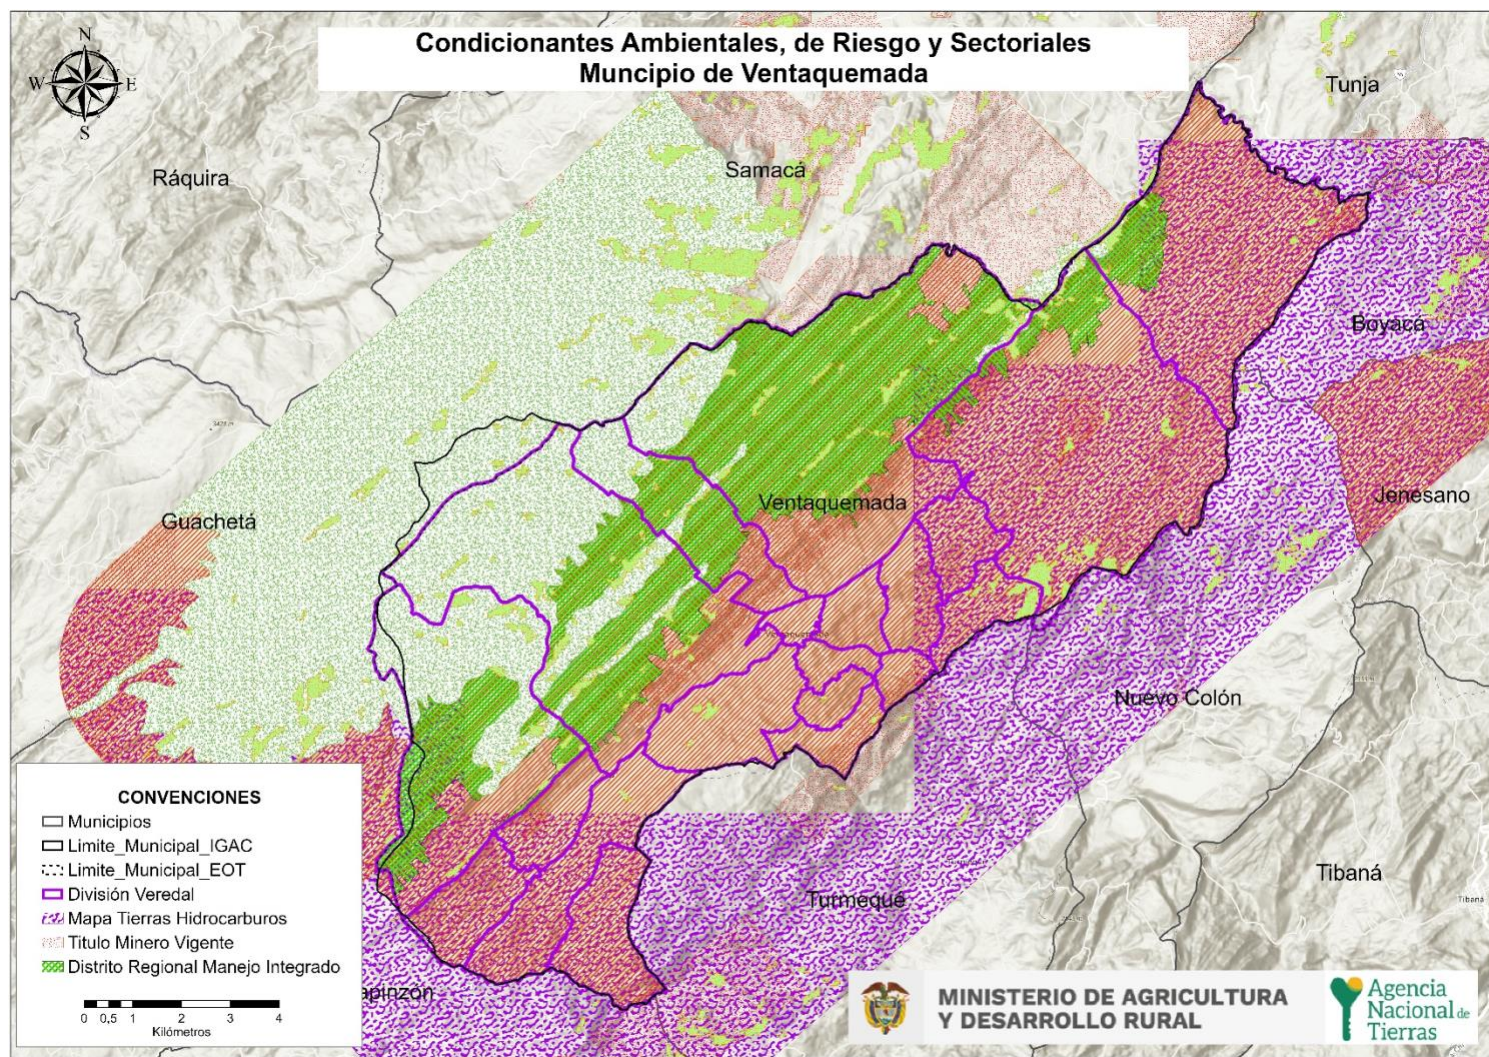 Condicionantes Ambientales, de Riesgo y Sectoriales
Muncipio de Ventaquemada
N
W
E
S
Tunja
Ráquira
Samacá
Boyacá
Jenesano
Guachetá
Ventaquemada
Nuevo Colón
Tibaná
Tibaná
Turmequé
apinzón
CONVENCIONES
Municipios
Limite_Municipal_IGAC
Limite_Municipal_EOT
División Veredal
Mapa Tierras Hidrocarburos
Titulo Minero Vigente
Distrito Regional Manejo Integrado
0 0,5 1 2 3 4
Kilómetros
MINISTERIO DE AGRICULTURA
Y DESARROLLO RURAL
Agencia
Nacional de
Tierras